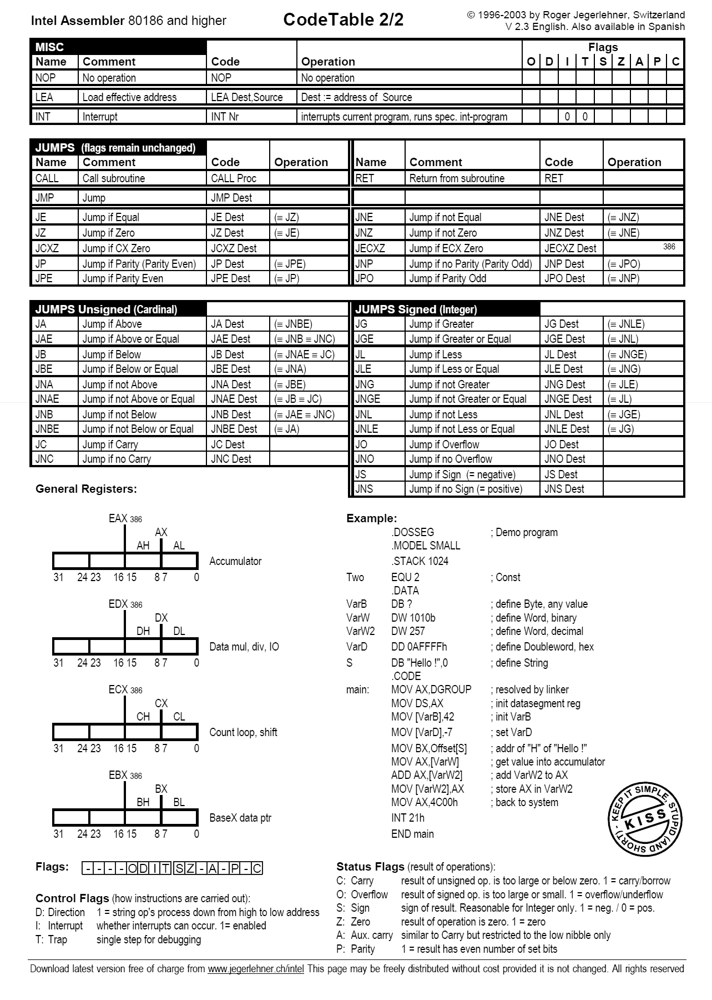 Intel Assembler 80186 and higher CodeTable 2/2 © 1996-2003 by Roger Jegerlehner, Switzerland
V 2.3 English. Also available in Spanish
MISC Flags
Name Comment Code Operation O D I T S Z A P C
NOP No operation NOP No operation
LEA Load effective address LEA Dest,Source Dest := address of Source
INT Interrupt INT Nr interrupts current program, runs spec. int-program 0 0
JUMPS (flags remain unchanged)
Name Comment Code Operation Name Comment Code Operation
CALL Call subroutine CALL Proc RET Return from subroutine RET
JMP Jump JMP Dest
JE Jump if Equal JE Dest (≡ JZ) JNE Jump if not Equal JNE Dest (≡ JNZ)
JZ Jump if Zero JZ Dest (≡ JE) JNZ Jump if not Zero JNZ Dest (≡ JNE)
JCXZ Jump if CX Zero JCXZ Dest JECXZ Jump if ECX Zero JECXZ Dest 386
JP Jump if Parity (Parity Even) JP Dest (≡ JPE) JNP Jump if no Parity (Parity Odd) JNP Dest (≡ JPO)
JPE Jump if Parity Even JPE Dest (≡ JP) JPO Jump if Parity Odd JPO Dest (≡ JNP)
JUMPS Unsigned (Cardinal) JUMPS Signed (Integer)
JA Jump if Above JA Dest (≡ JNBE) JG Jump if Greater JG Dest (≡ JNLE)
JAE Jump if Above or Equal JAE Dest (≡ JNB ≡ JNC) JGE Jump if Greater or Equal JGE Dest (≡ JNL)
JB Jump if Below JB Dest (≡ JNAE ≡ JC) JL Jump if Less JL Dest (≡ JNGE)
JBE Jump if Below or Equal JBE Dest (≡ JNA) JLE Jump if Less or Equal JLE Dest (≡ JNG)
JNA Jump if not Above JNA Dest (≡ JBE) JNG Jump if not Greater JNG Dest (≡ JLE)
JNAE Jump if not Above or Equal JNAE Dest (≡ JB ≡ JC) JNGE Jump if not Greater or Equal JNGE Dest (≡ JL)
JNB Jump if not Below JNB Dest (≡ JAE ≡ JNC) JNL Jump if not Less JNL Dest (≡ JGE)
JNBE Jump if not Below or Equal JNBE Dest (≡ JA) JNLE Jump if not Less or Equal JNLE Dest (≡ JG)
JC Jump if Carry JC Dest JO Jump if Overflow JO Dest
JNC Jump if no Carry JNC Dest JNO Jump if no Overflow JNO Dest
JS Jump if Sign (= negative) JS Dest
JNS Jump if no Sign (= positive) JNS Dest
General Registers:
EAX 386
AX
AH AL
Accumulator
31 24 23 16 15 8 7 0
EDX 386
DX
DH DL
Data mul, div, IO
31 24 23 16 15 8 7 0
ECX 386
CX
CH CL
Count loop, shift
31 24 23 16 15 8 7 0
EBX 386
BX
BH BL
BaseX data ptr
31 24 23 16 15 8 7 0
Example:
.DOSSEG ; Demo program
.MODEL SMALL
.STACK 1024
Two EQU 2 ; Const
.DATA
VarB DB ? ; define Byte, any value
VarW DW 1010b ; define Word, binary
VarW2 DW 257 ; define Word, decimal
VarD DD 0AFFFFh ; define Doubleword, hex
S DB "Hello !",0 ; define String
.CODE
main: MOV AX,DGROUP ; resolved by linker
MOV DS,AX ; init datasegment reg
MOV [VarB],42 ; init VarB
MOV [VarD],-7 ; set VarD
MOV BX,Offset[S] ; addr of "H" of "Hello !"
MOV AX,[VarW] ; get value into accumulator
ADD AX,[VarW2] ; add VarW2 to AX
MOV [VarW2],AX ; store AX in VarW2
MOV AX,4C00h ; back to system
INT 21h
END main
KEEP IT SIMPLE, STUPID (AND SHORT) -
KISS
Flags: - - - - O D I T S Z - A - P - C
Control Flags (how instructions are carried out):
D: Direction 1 = string op's process down from high to low address
I: Interrupt whether interrupts can occur. 1= enabled
T: Trap single step for debugging
Status Flags (result of operations):
C: Carry result of unsigned op. is too large or below zero. 1 = carry/borrow
O: Overflow result of signed op. is too large or small. 1 = overflow/underflow
S: Sign sign of result. Reasonable for Integer only. 1 = neg. / 0 = pos.
Z: Zero result of operation is zero. 1 = zero
A: Aux. carry similar to Carry but restricted to the low nibble only
P: Parity 1 = result has even number of set bits
Download latest version free of charge from www.jegerlehner.ch/intel This page may be freely distributed without cost provided it is not changed. All rights reserved